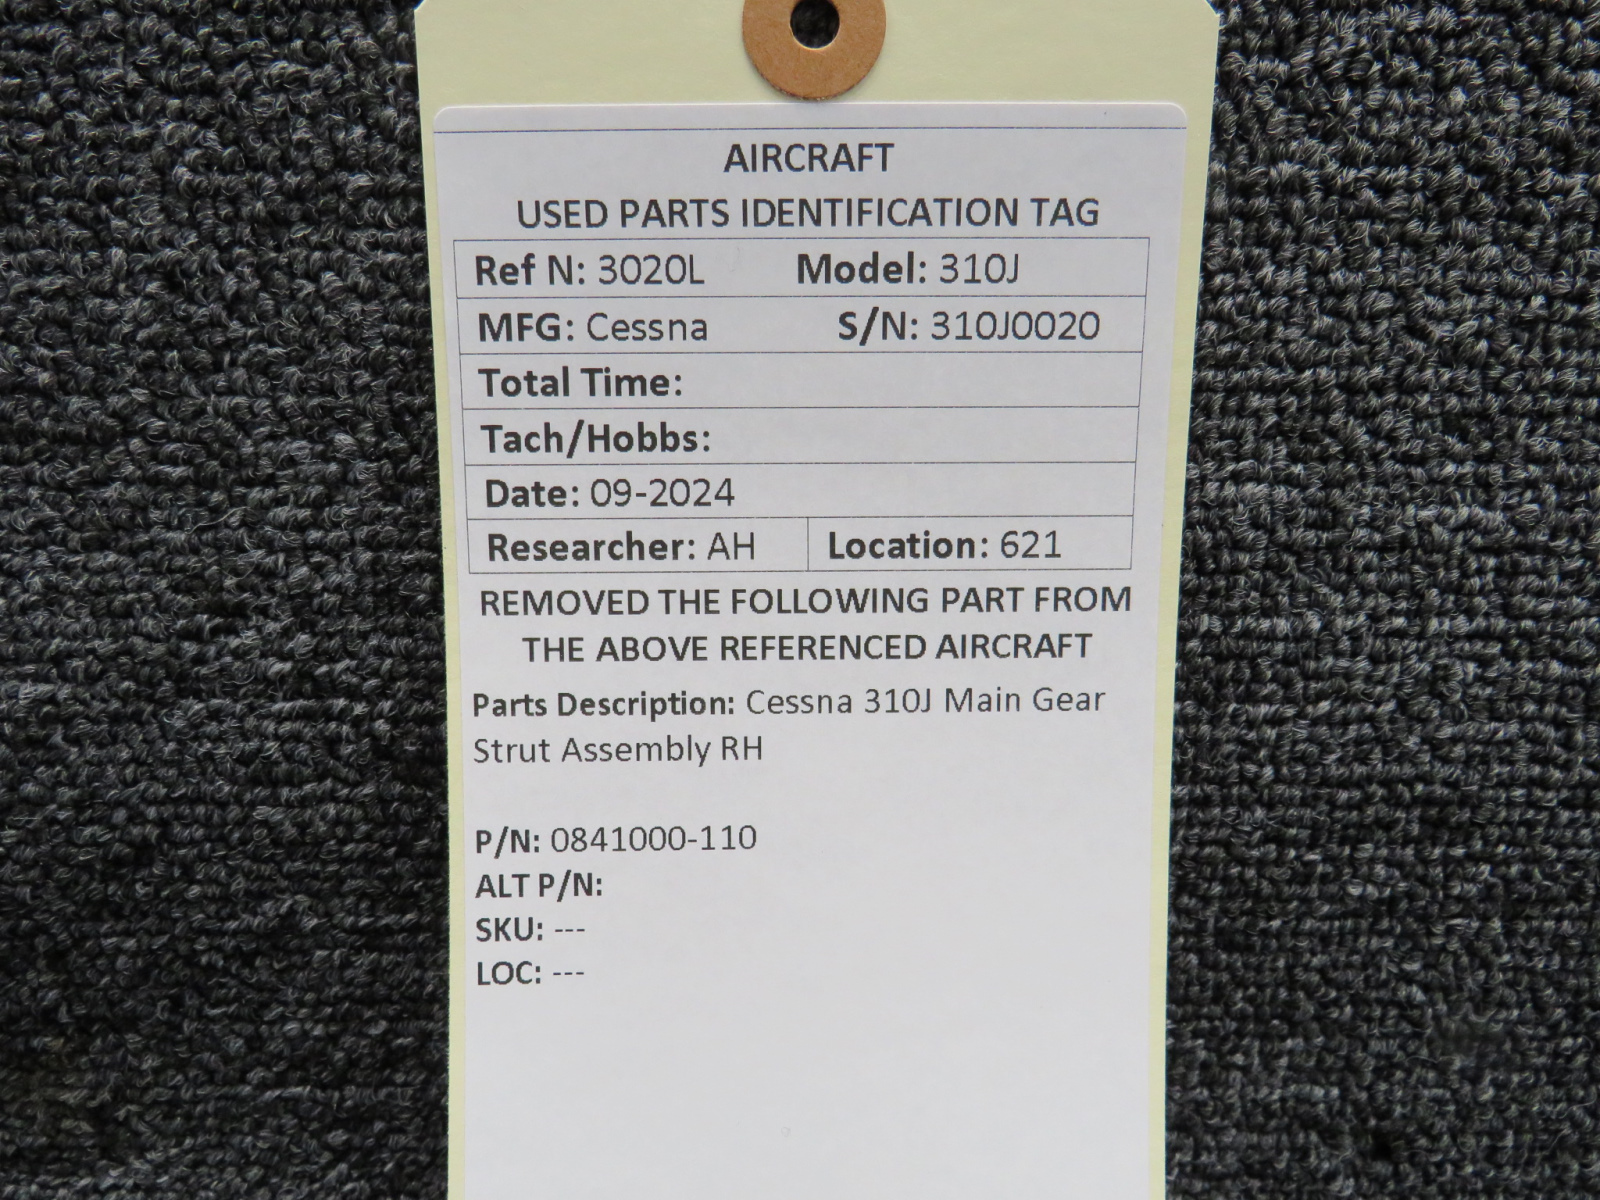 AIRCRAFT
USED PARTS IDENTIFICATION TAG
Ref N: 3020L Model: 310J
MFG: Cessna S/N: 310J0020
Total Time:
Tach/Hobbs:
Date: 09-2024
Researcher: AH Location: 621
REMOVED THE FOLLOWING PART FROM
THE ABOVE REFERENCED AIRCRAFT
Parts Description: Cessna 310J Main Gear
Strut Assembly RH
P/N: 0841000-110
ALT P/N:
SKU: ---
LOC: ---